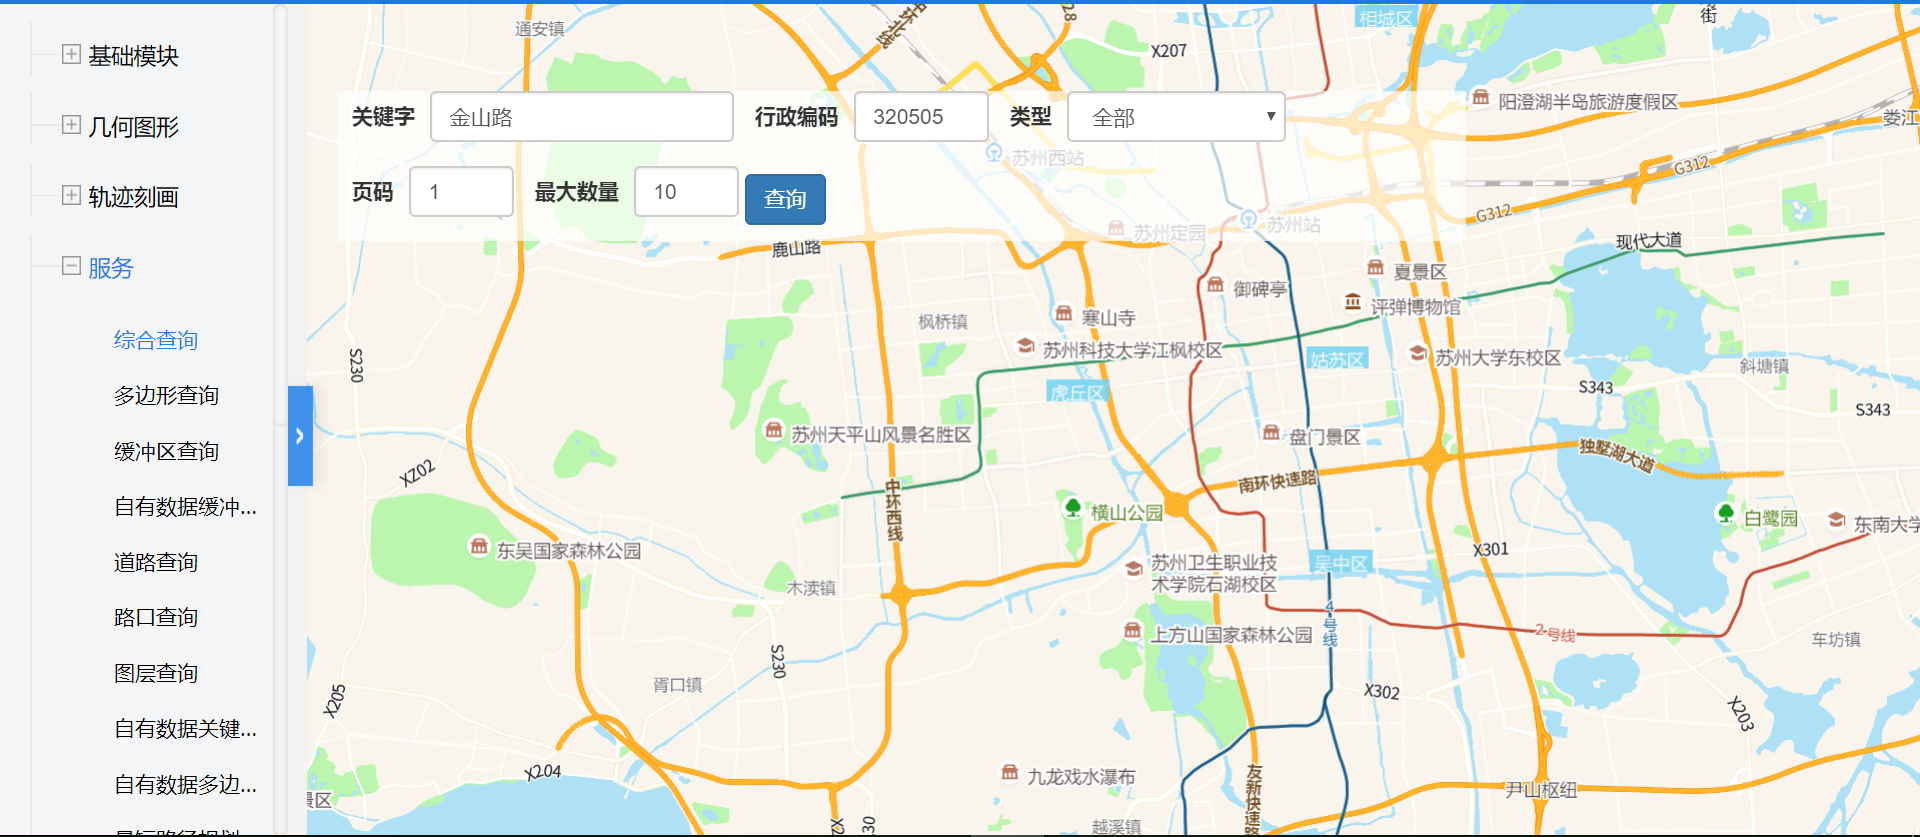 基础模块
几何图形
轨迹刻画
服务
综合查询
多边形查询
缓冲区查询
自有数据缓冲...
道路查询
路口查询
图层查询
自有数据关键...
自有数据多边...
关键字
金山路
行政编码
320505
类型
全部
页码
1
最大数量
10
查询
通安镇
中环北线
28
X207
相城区
街
阳澄湖半岛旅游度假区
娄江
苏州西站
G312
G312
苏州定园
苏州站
鹿山路
现代大道
御碑亭
夏景区
评弹博物馆
枫桥镇
寒山寺
苏州科技大学江枫校区
姑苏区
苏州大学东校区
斜塘镇
S230
虎丘区
S343
S343
苏州天平山风景名胜区
盘门景区
独墅湖大道
XZ02
南环快速路
中环西线
横山公园
白鹭园
东南大学
东吴国家森林公园
X301
苏州卫生职业技
术学院石湖校区
吴中区
木渎镇
4号线
上方山国家森林公园
2号线
车坊镇
S230
胥口镇
X302
X205
X203
X204
九龙戏水瀑布
友新快速路
尹山枢纽
景区
越溪镇
30